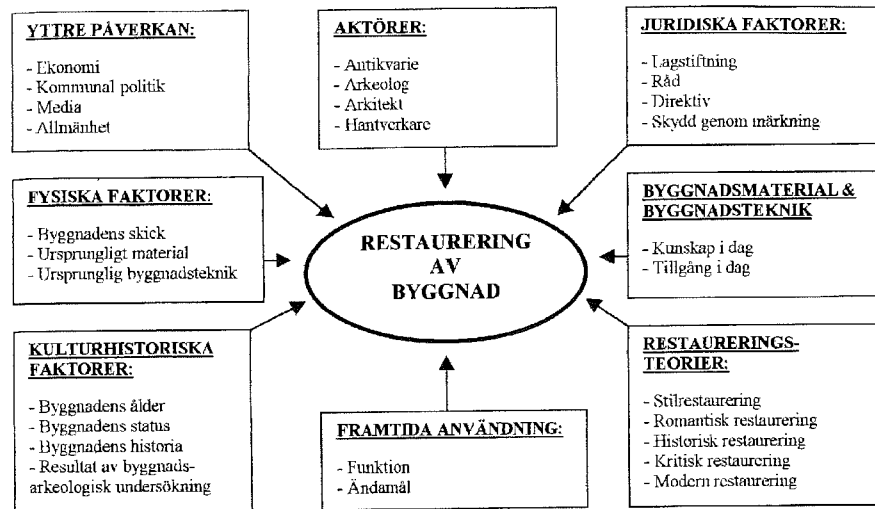 YTTRE PÅVERKAN:
- Ekonomi
- Kommunal politik
- Media
- Allmänhet
AKTÖRER:
- Antikvarie
- Arkeolog
- Arkitekt
- Hantverkare
JURIDISKA FAKTORER:
- Lagstiftning
- Råd
- Direktiv
- Skydd genom märkning
FYSISKA FAKTORER:
- Byggnadens skick
- Ursprungligt material
- Ursprunglig byggnadsteknik
RESTAURERING
AV
BYGGNAD
BYGGNADSMATERIAL &
BYGGNADSTEKNIK
- Kunskap i dag
- Tillgång i dag
KULTURHISTORISKA
FAKTORER:
- Byggnadens ålder
- Byggnadens status
- Byggnadens historia
- Resultat av byggnads-
arkeologisk undersökning
FRAMTIDA ANVÄNDNING:
- Funktion
- Ändamål
RESTAURERINGS-
TEORIER:
- Stilrestaurering
- Romantisk restaurering
- Historisk restaurering
- Kritisk restaurering
- Modern restaurering